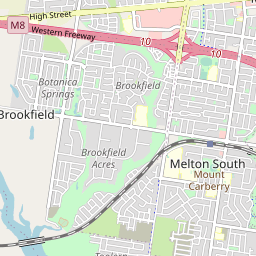 High Street
M8
Western Freeway
10
10
Botanica
Springs
Brookfield
Brookfield
Brookfield
Acres
Melton South
Mount
Carberry